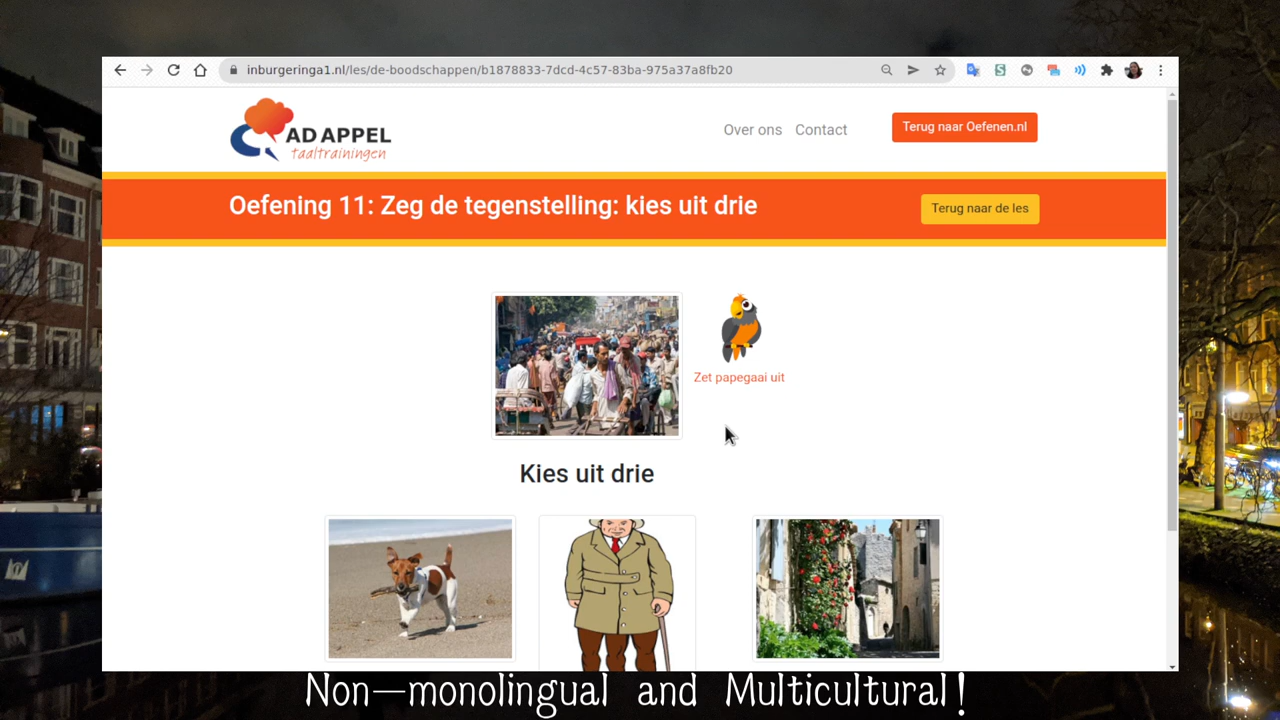 inburgeringa1.nl/les/de-boodschappen/b1878833-7dcd-4c57-83ba-975a37a8fb20
AD APPEL
taaltrainingen
Over ons Contact Terug naar Oefenen.nl
Oefening 11: Zeg de tegenstelling: kies uit drie
Terug naar de les
Zet papegaai uit
Kies uit drie
Non—monolingual and Multicultural!